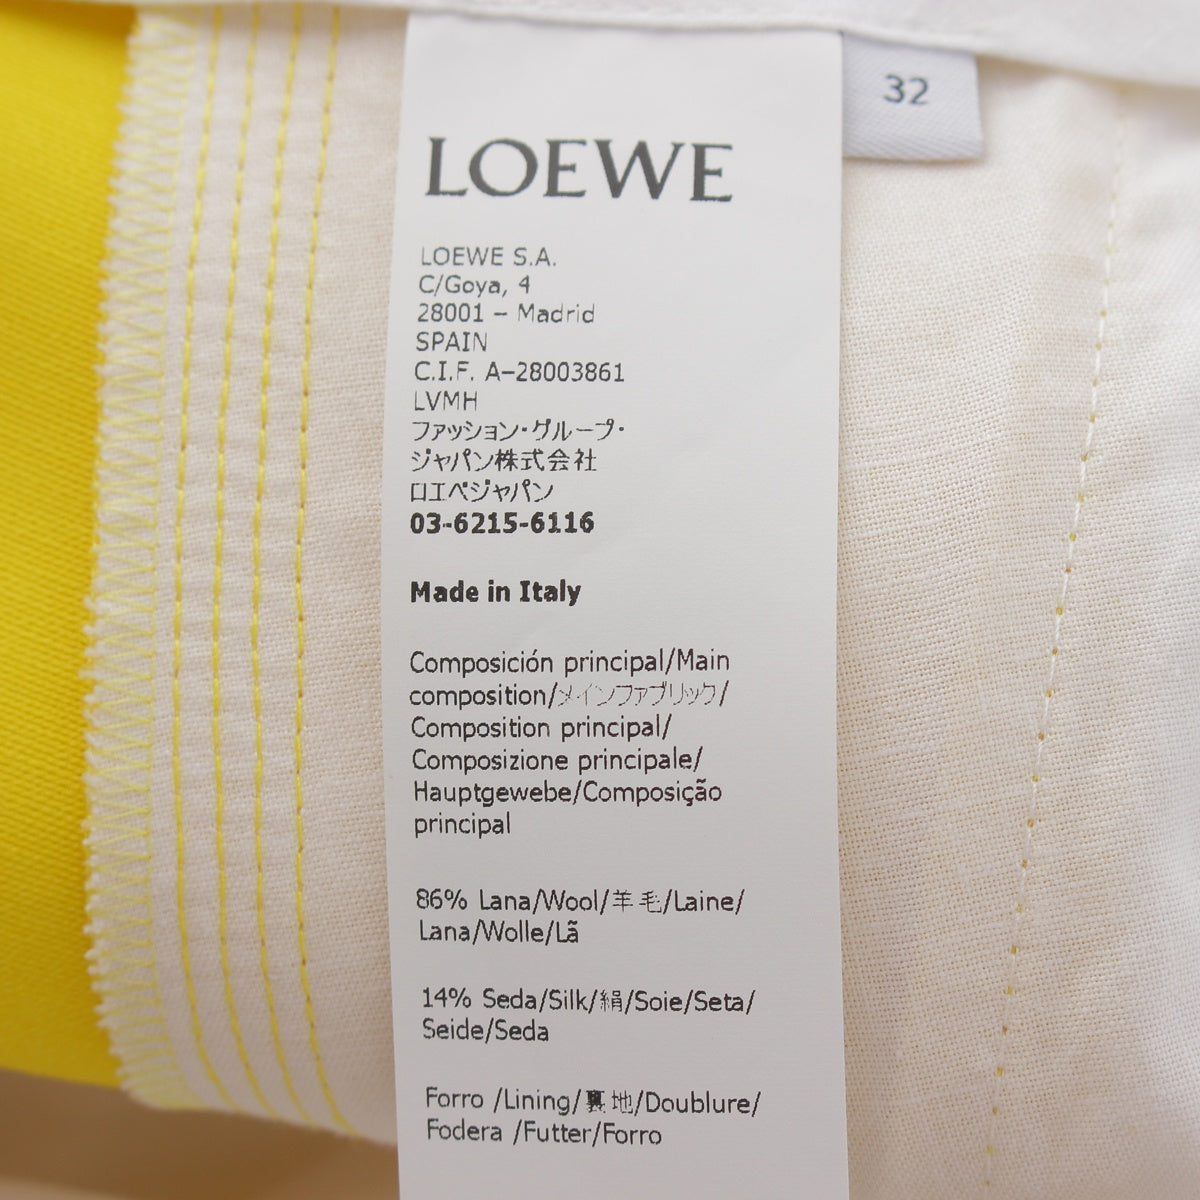 32
LOEWE
LOEWE S.A.
C/Goya, 4
28001 – Madrid
SPAIN
C.I.F. A–28003861
LVMH
ファッション・グループ・
ジャパン株式会社
ロエベジャパン
03-6215-6116
Made in Italy
Composición principal/Main
composition/メインファブリック/
Composition principal/
Composizione principale/
Hauptgewebe/Composição
principal
86% Lana/Wool/羊毛/Laine/
Lana/Wolle/Lã
14% Seda/Silk/絹/Soie/Seta/
Seide/Seda
Forro /Lining/裏地/Doublure/
Fodera /Futter/Forro